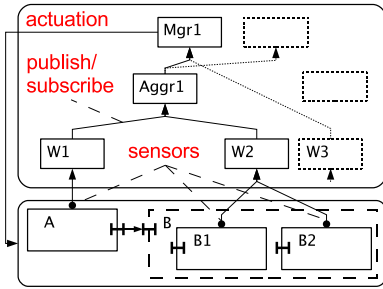 actuation
Mgr1
publish/
subscribe
Aggr1
W1
sensors
W2
W3
A
B
B1
B2